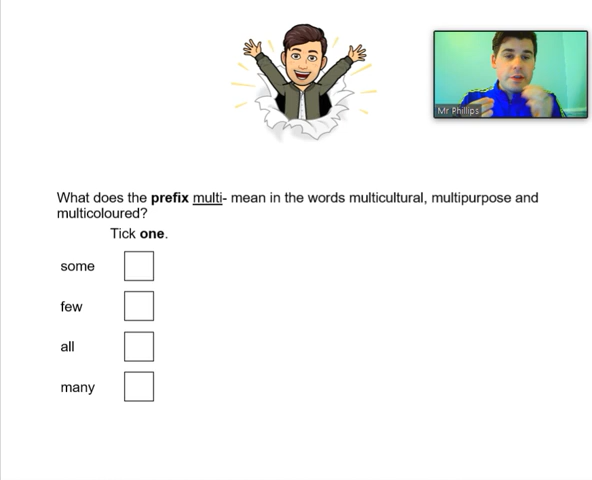 Mr Phillips
What does the prefix multi- mean in the words multicultural, multipurpose and
multicoloured?
Tick one.
some
few
all
many